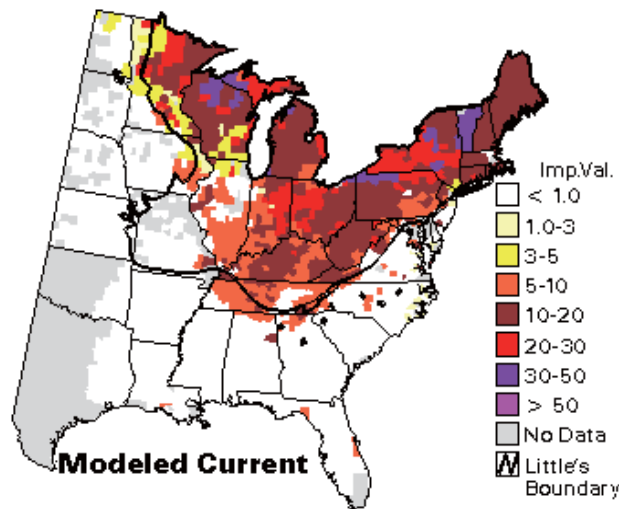 Imp.Val.
< 1.0
1.0-3
3-5
5-10
10-20
20-30
30-50
> 50
No Data
Little's
Boundary
Modeled Current